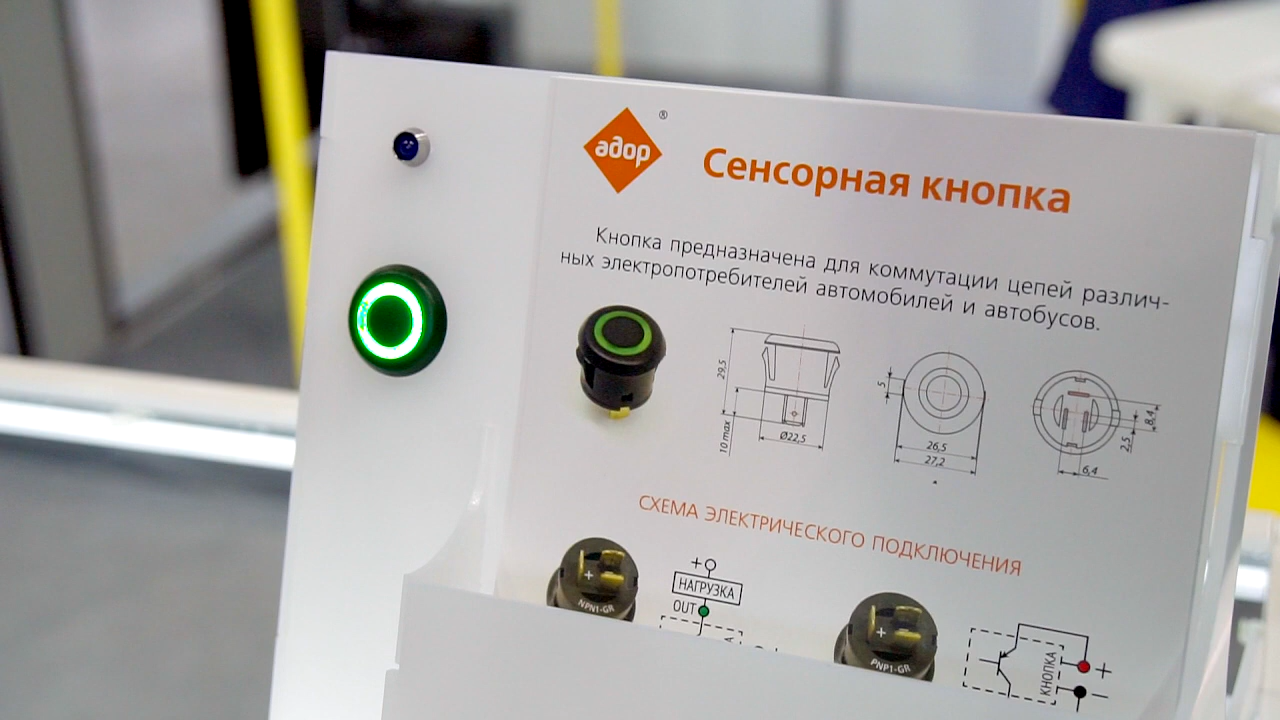 адор ®
Сенсорная кнопка
Кнопка предназначена для коммутации цепей различ-
ных электропотребителей автомобилей и автобусов.
29,5
10 max
Ø22,5
5
26,5
27,2
8,4
2,5
6,4
СХЕМА ЭЛЕКТРИЧЕСКОГО ПОДКЛЮЧЕНИЯ
+
NPN1-GR
+
НАГРУЗКА
OUT
+
PNP1-GR
КНОПКА
+
−